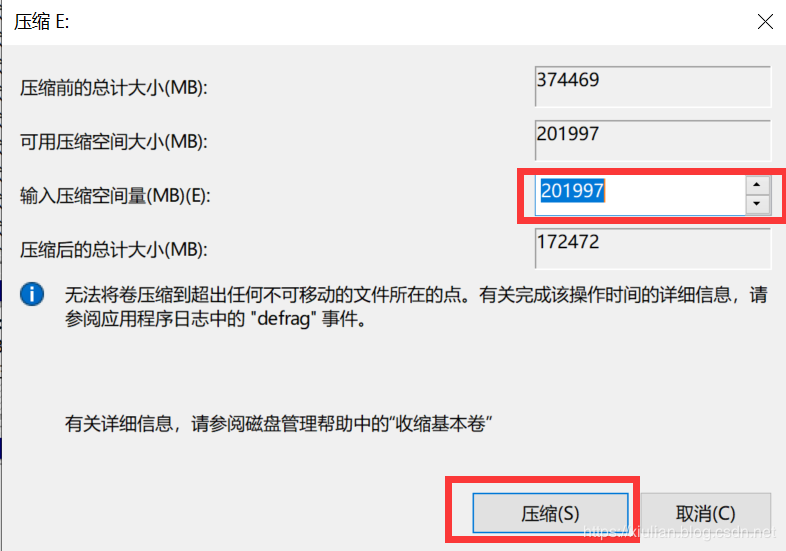 压缩 E:
压缩前的总计大小(MB):
374469
可用压缩空间大小(MB):
201997
输入压缩空间量(MB)(E):
201997
压缩后的总计大小(MB):
172472
无法将卷压缩到超出任何不可移动的文件所在的点。有关完成该操作时间的详细信息，请
参阅应用程序日志中的 "defrag" 事件。
有关详细信息，请参阅磁盘管理帮助中的“收缩基本卷”
压缩(S)
取消(C)
https://xiulian.blog.csdn.net